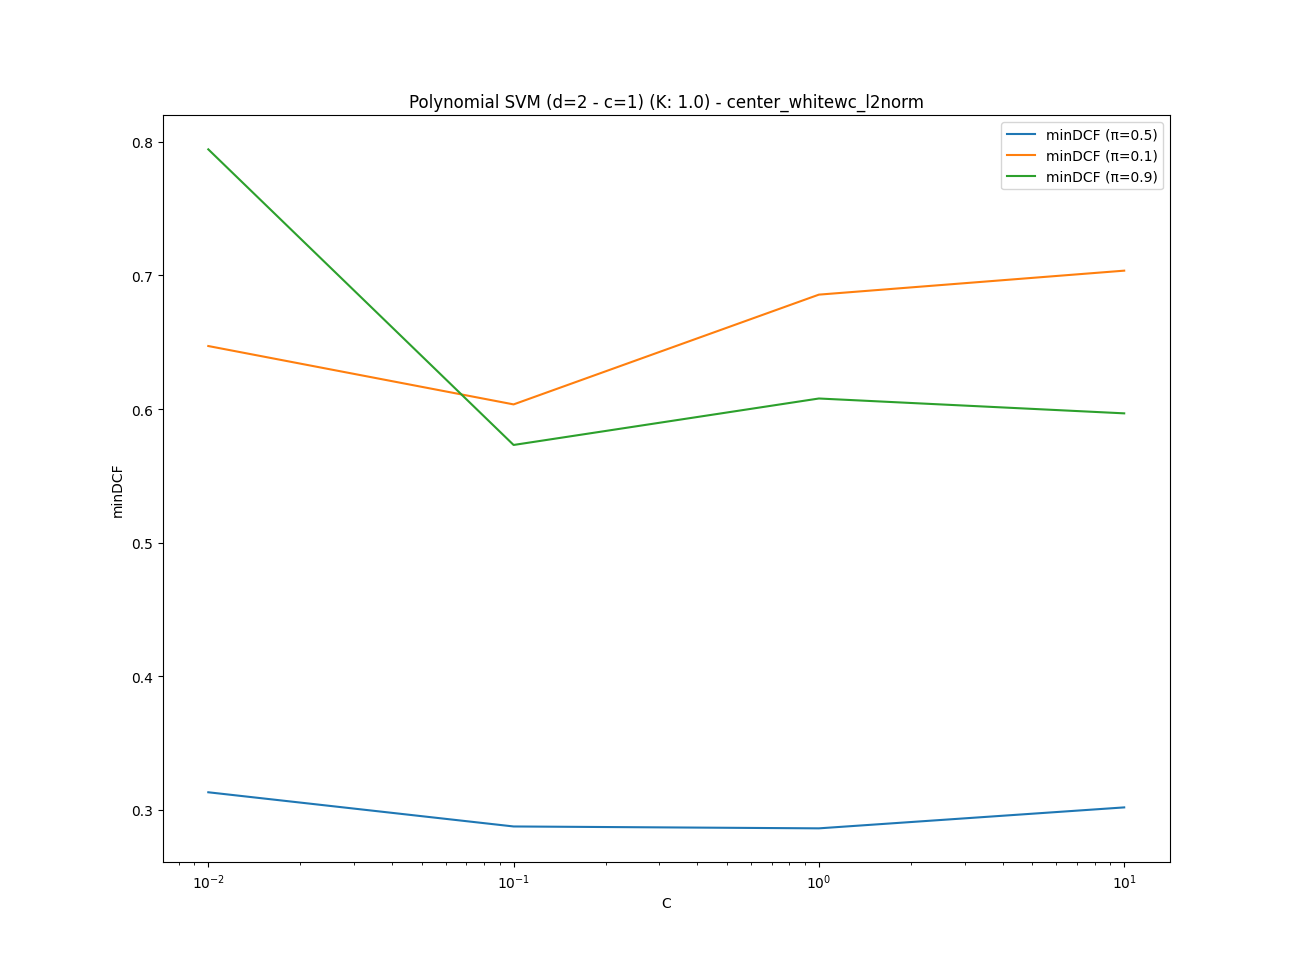 Polynomial SVM (d=2 - c=1) (K: 1.0) - center_whitewc_l2norm
minDCF (π=0.5)
minDCF (π=0.1)
minDCF (π=0.9)
0.8
0.7
0.6
0.5
0.4
0.3
minDCF
10⁻² 10⁻¹ 10⁰ 10¹
C